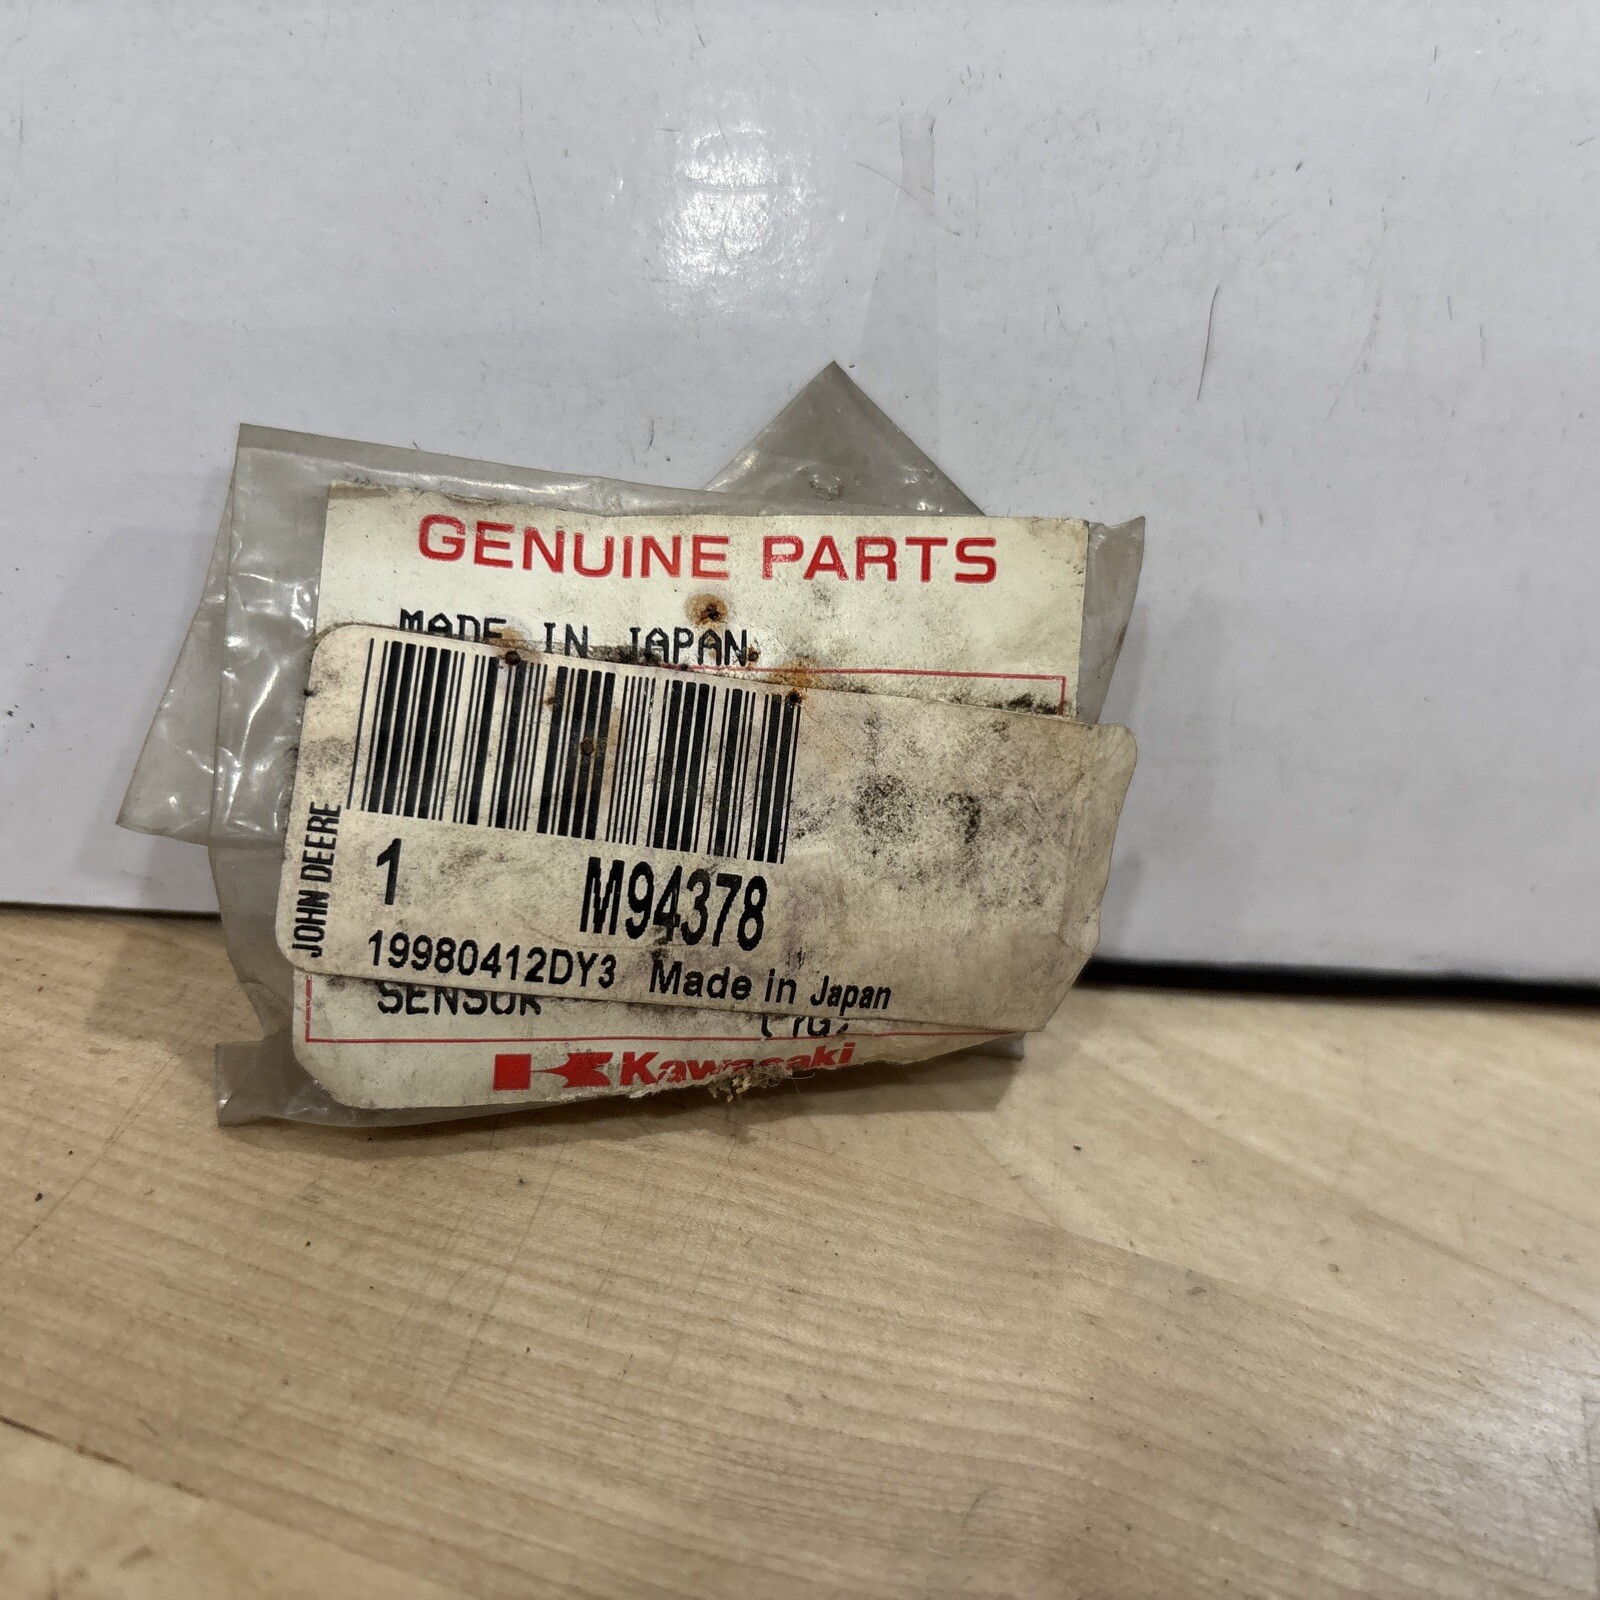 GENUINE PARTS
MADE IN JAPAN
JOHN DEERE
1 M94378
19980412DY3 Made in Japan
SENSOR
Kawasaki